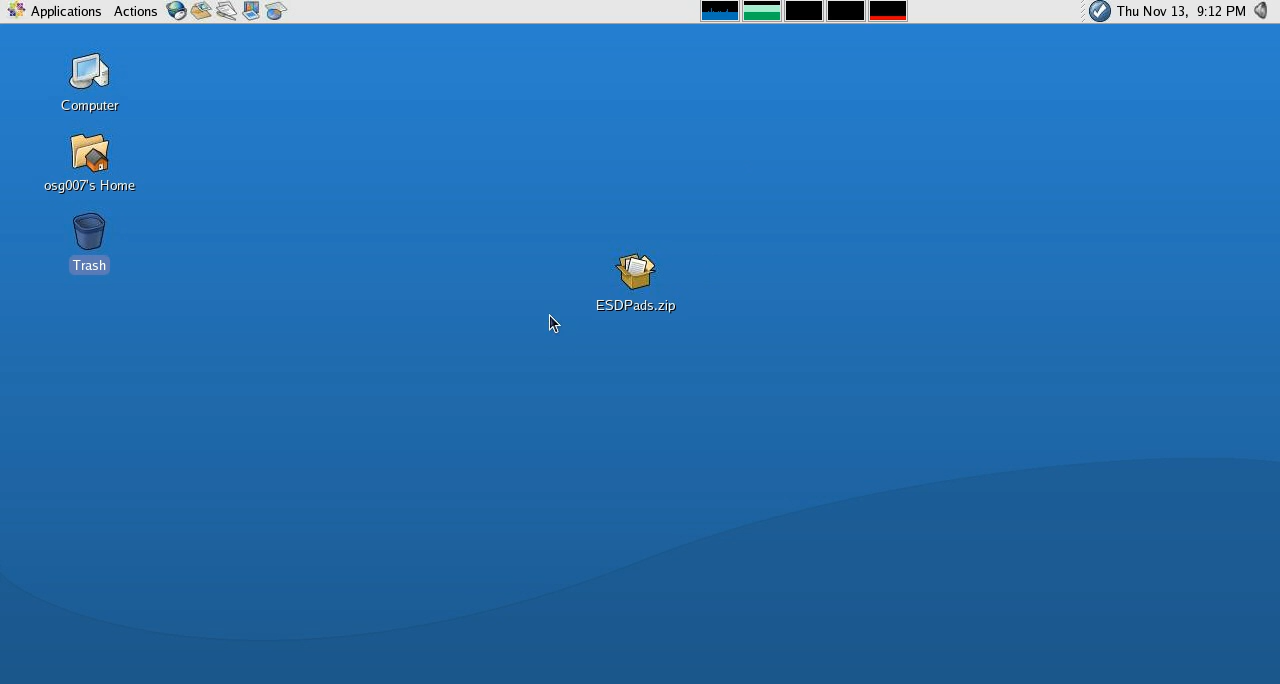 Applications Actions Thu Nov 13, 9:12 PM
Computer
osg007's Home
Trash
ESDPads.zip